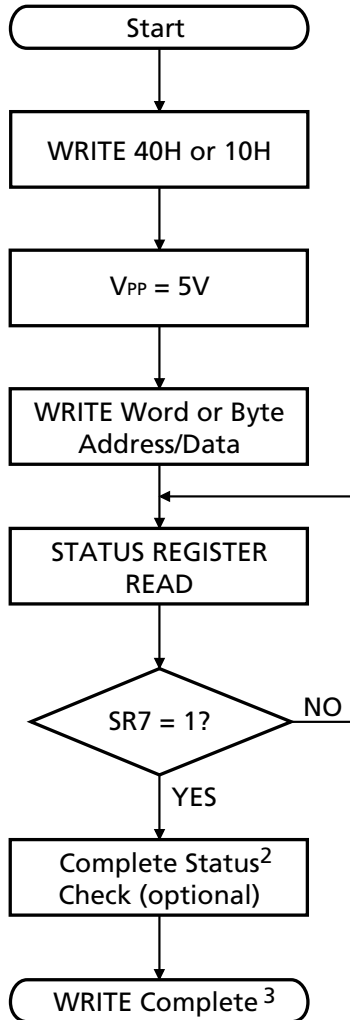 Start
WRITE 40H or 10H
VPP = 5V
WRITE Word or Byte
Address/Data
STATUS REGISTER
READ
SR7 = 1?
NO
YES
Complete Status2
Check (optional)
WRITE Complete 3